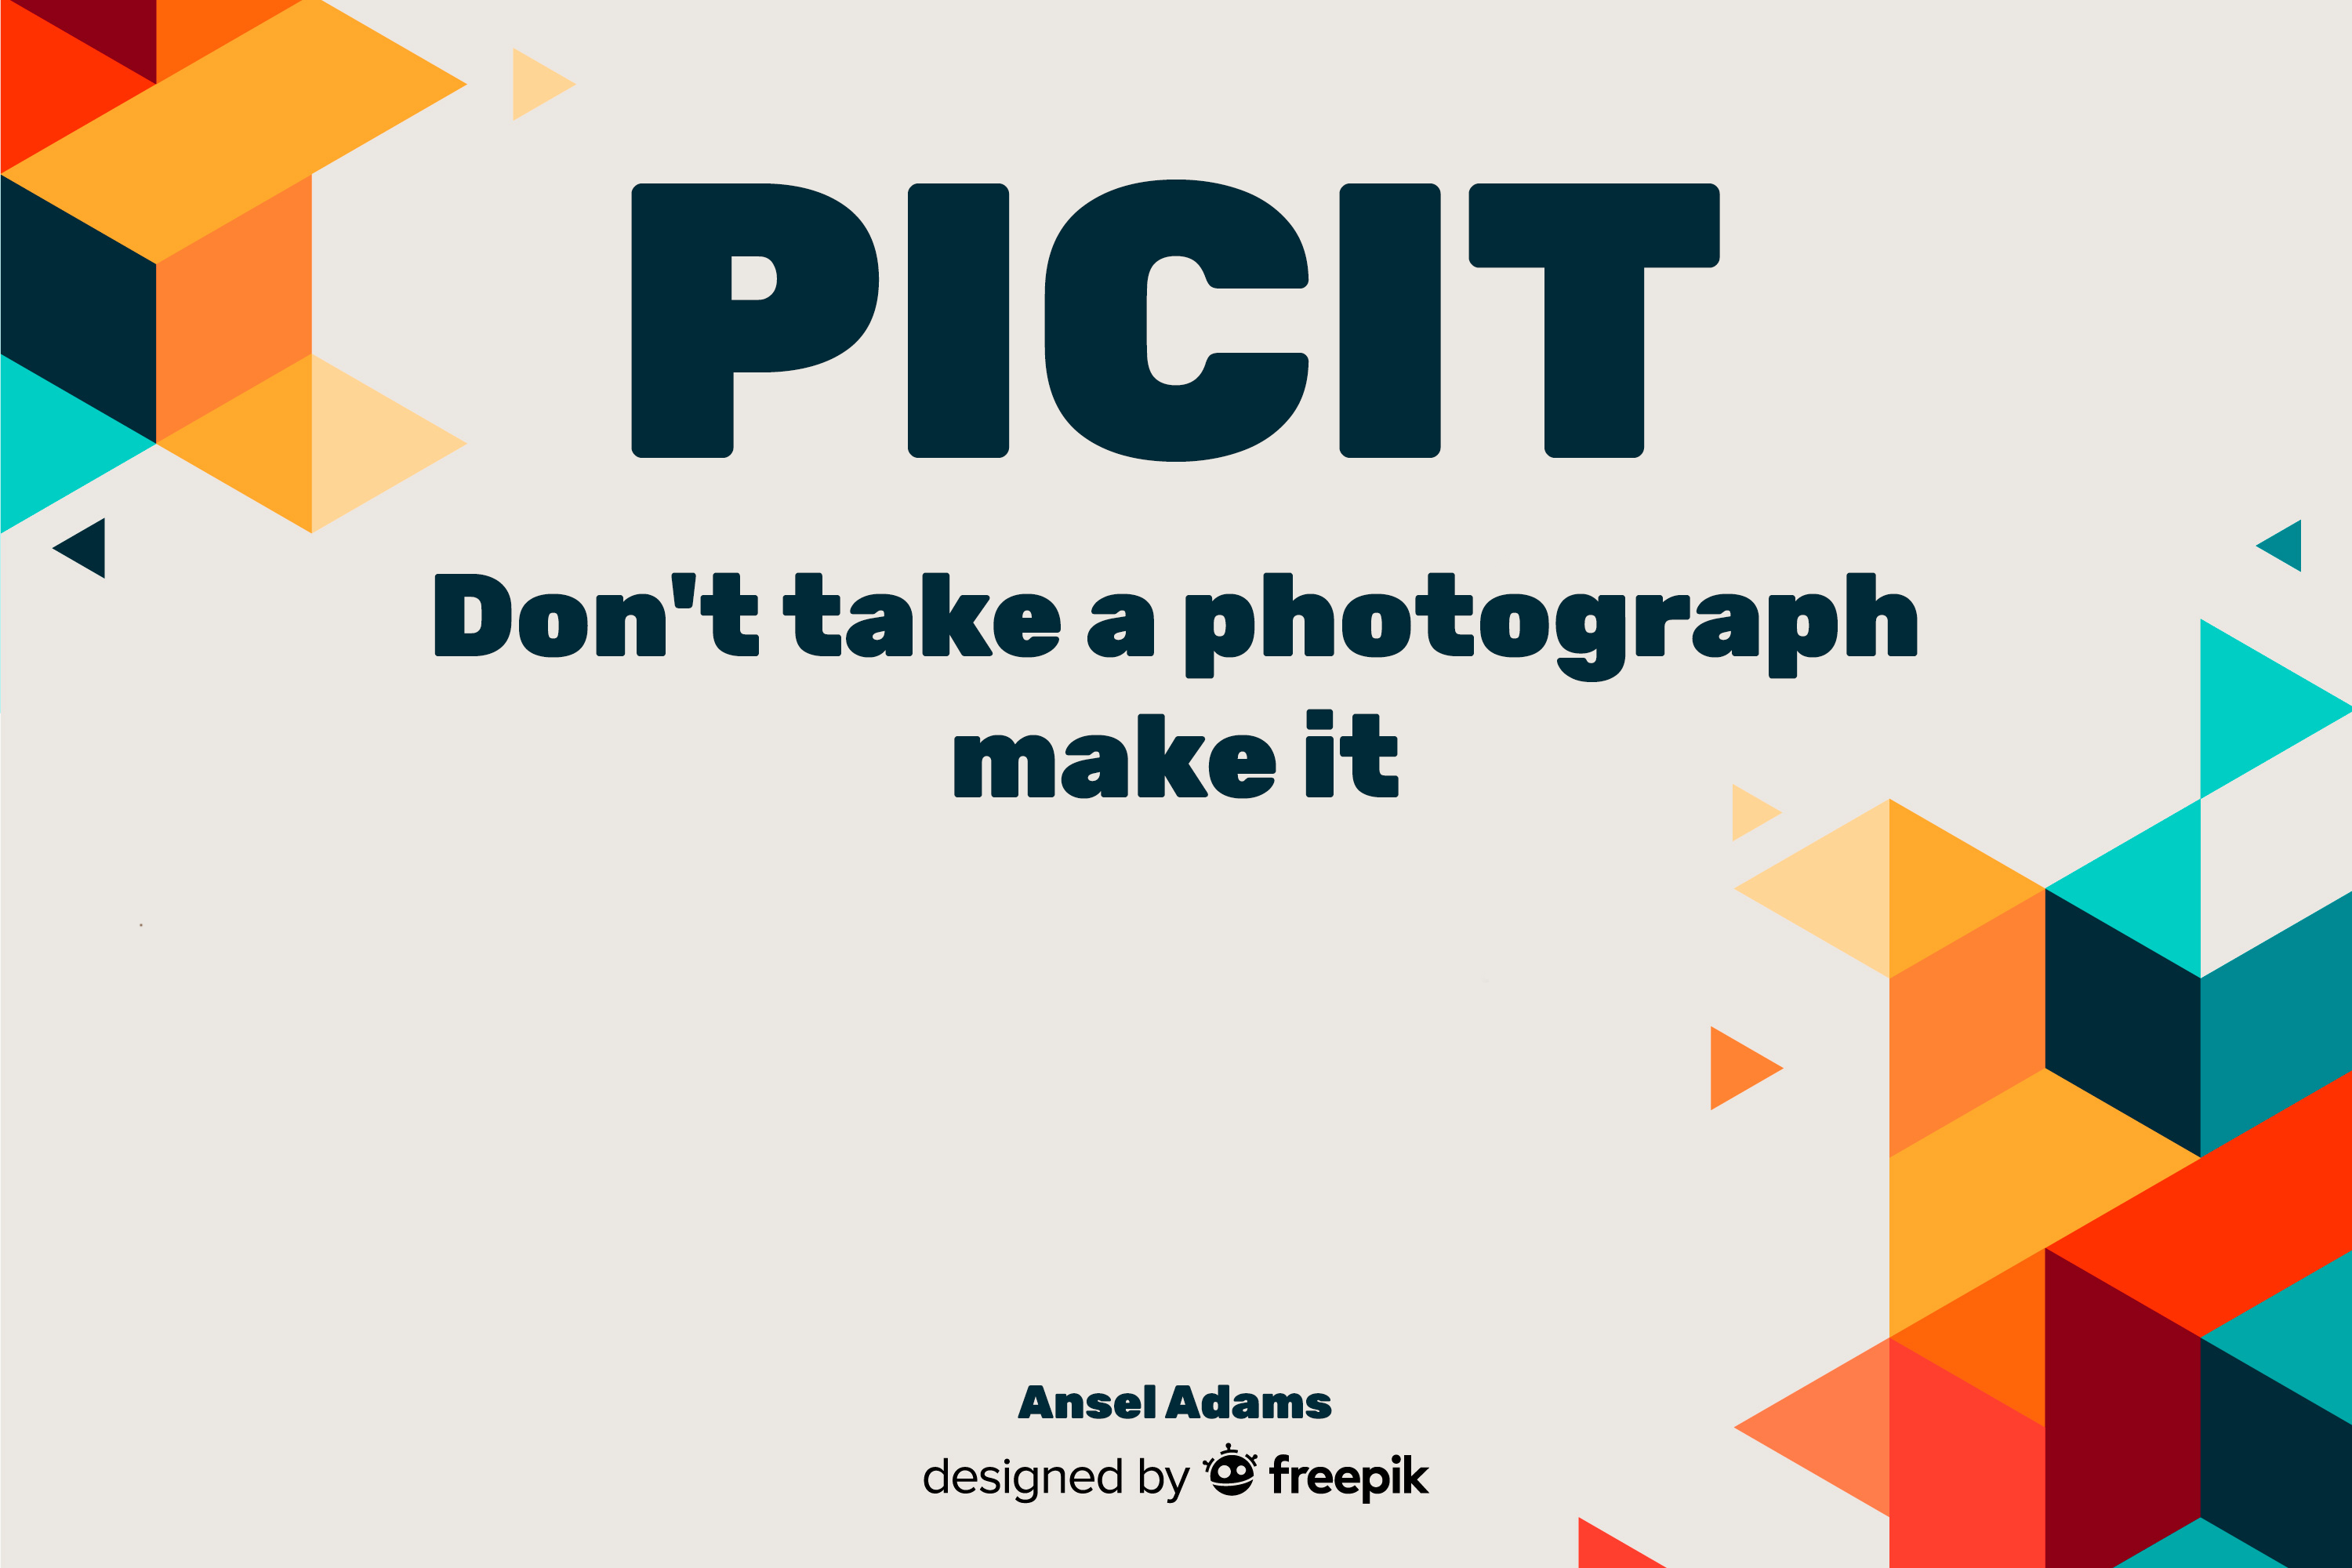 PICIT
Don't take a photograph
make it
Ansel Adams
designed by freepik